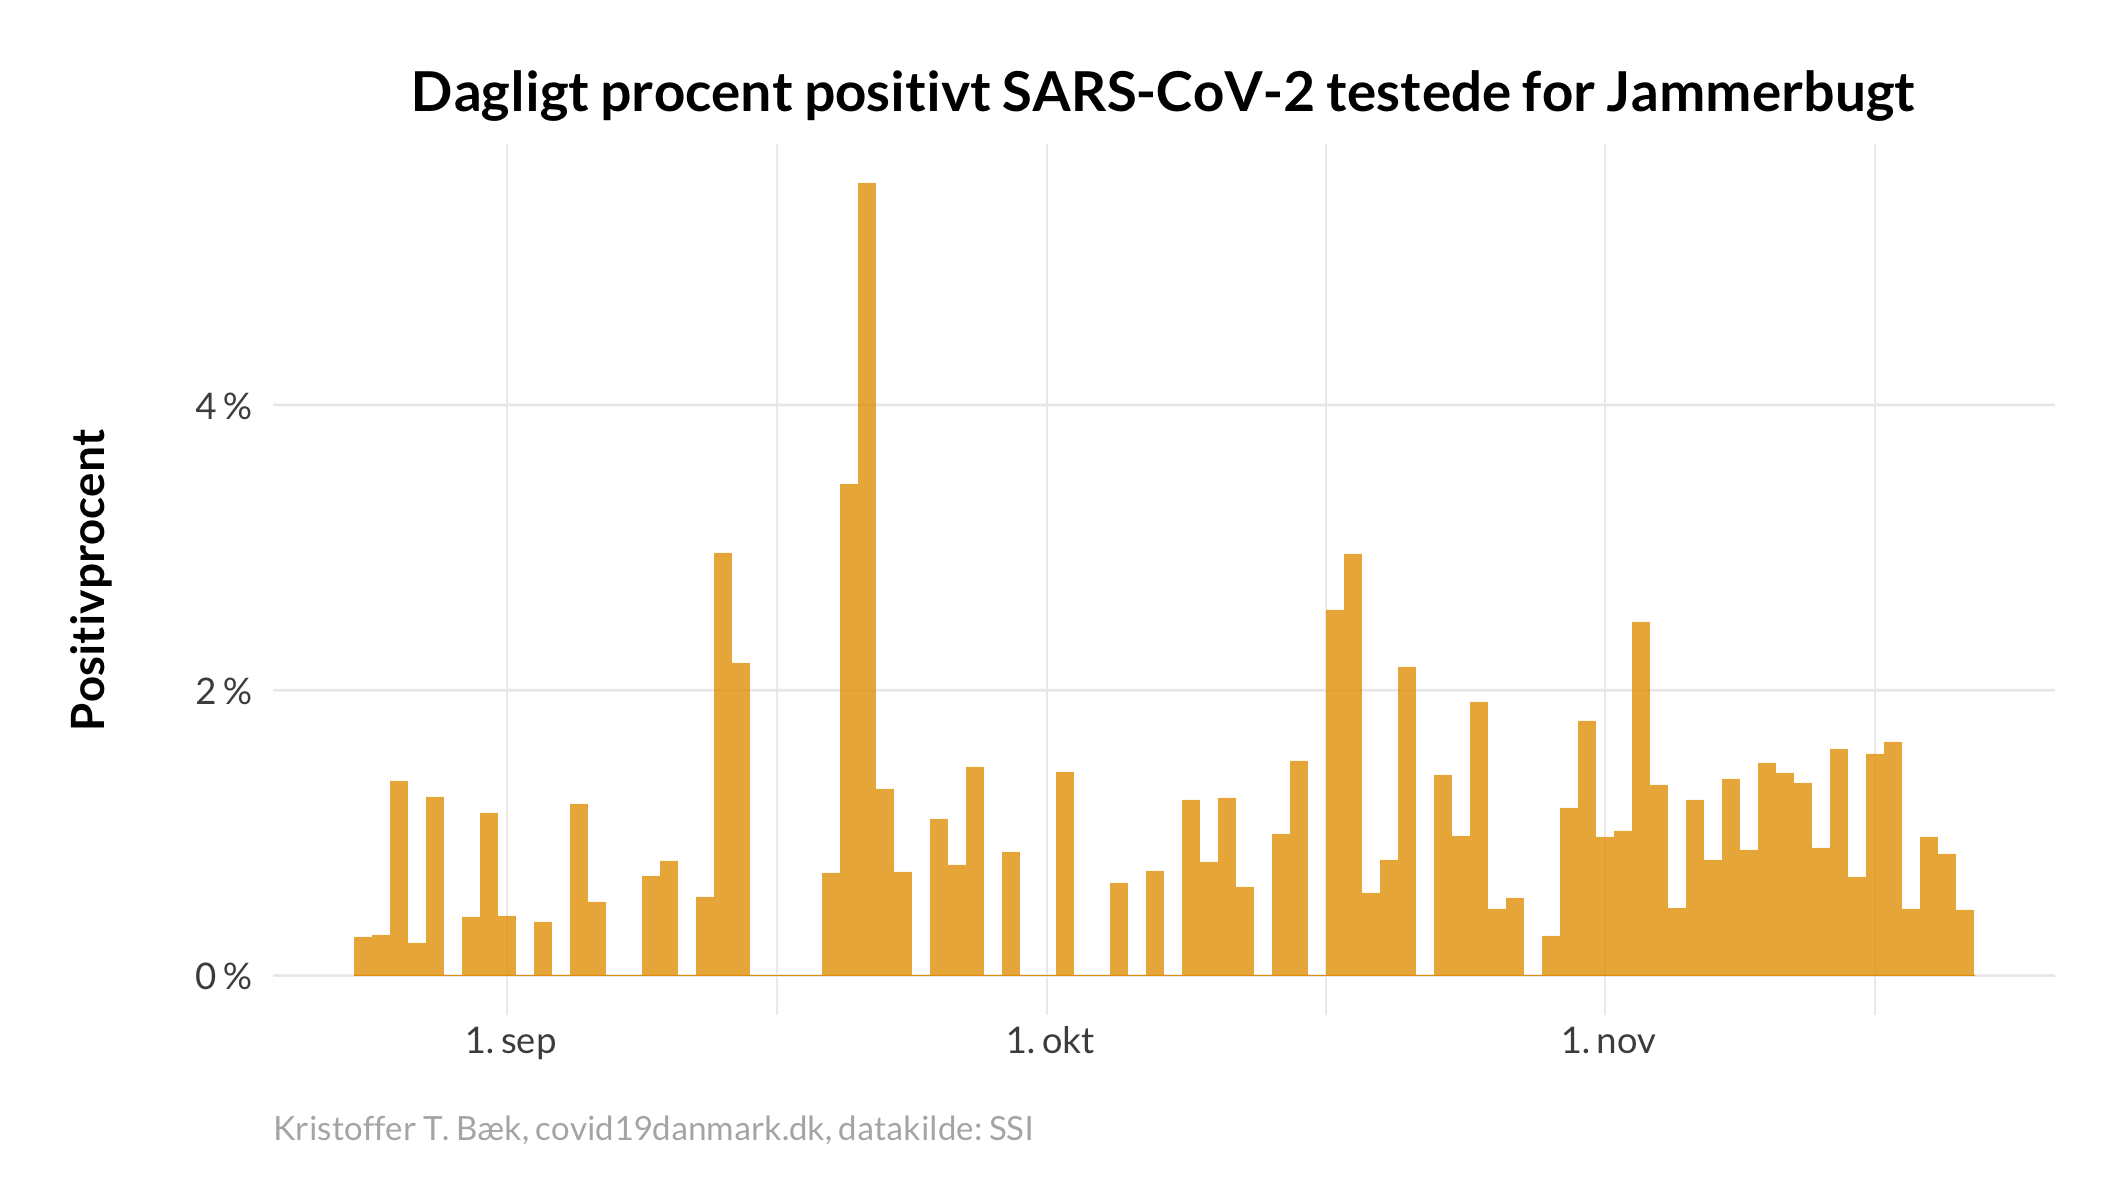 Dagligt procent positivt SARS-CoV-2 testede for Jammerbugt
Positivprocent
4 %
2 %
0 %
1. sep
1. okt
1. nov
Kristoffer T. Bæk, covid19danmark.dk, datakilde: SSI